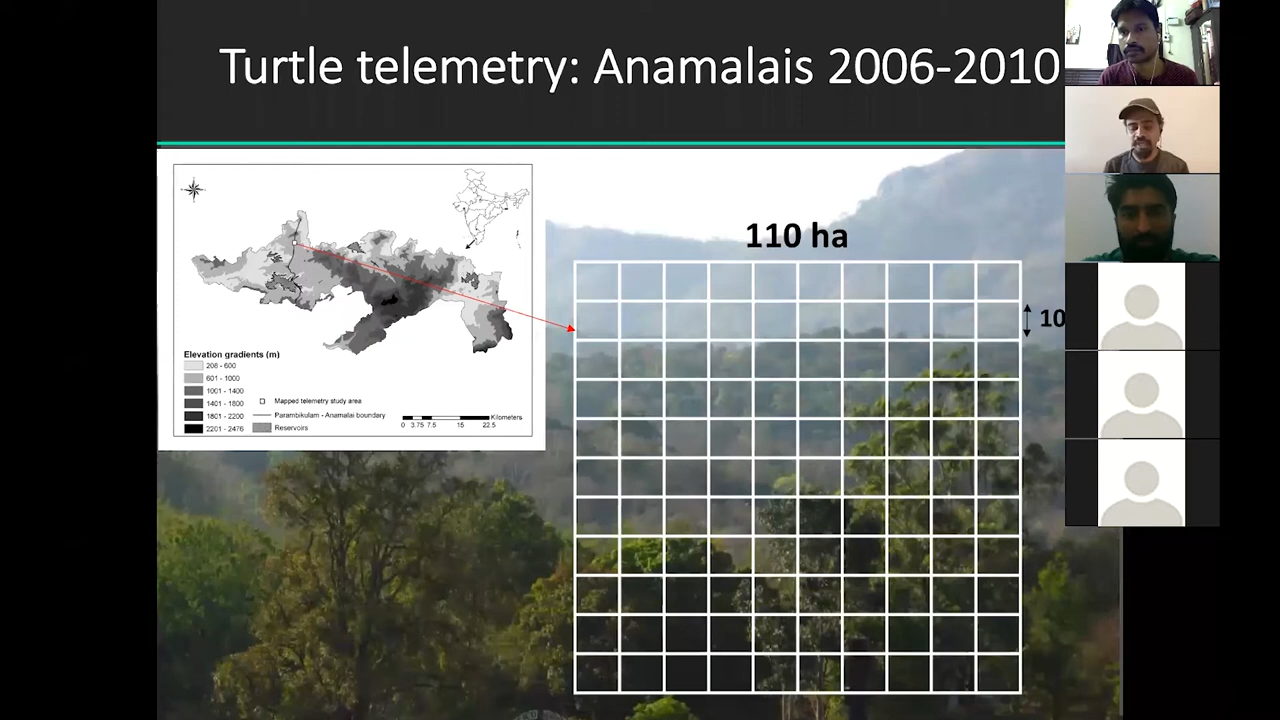 Turtle telemetry: Anamalais 2006-2010
110 ha
10
Elevation gradients (m)
206 - 600
601 - 1000
1001 - 1400
1401 - 1800
1801 - 2200
2201 - 2476
Mapped telemetry study area
Parambikulam - Anamalai boundary
Reservoirs
Kilometers
0 3.75 7.5 15 22.5